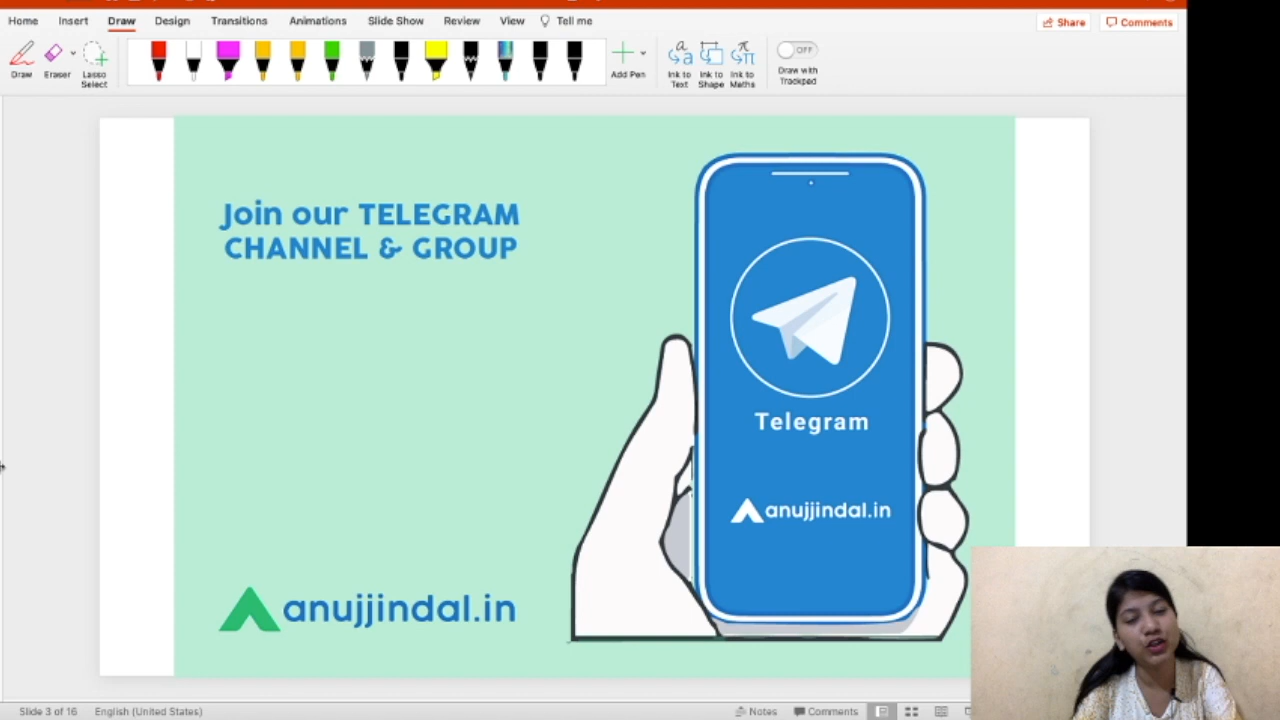 Home Insert Draw Design Transitions Animations Slide Show Review View Tell me
Share Comments
Draw Eraser Lasso Select
Add Pen
Ink to Text Ink to Shape Ink to Maths
OFF
Draw with Trackpad
Join our TELEGRAM
CHANNEL & GROUP
Telegram
anujjindal.in
anujjindal.in
Slide 3 of 16 English (United States)
Notes Comments